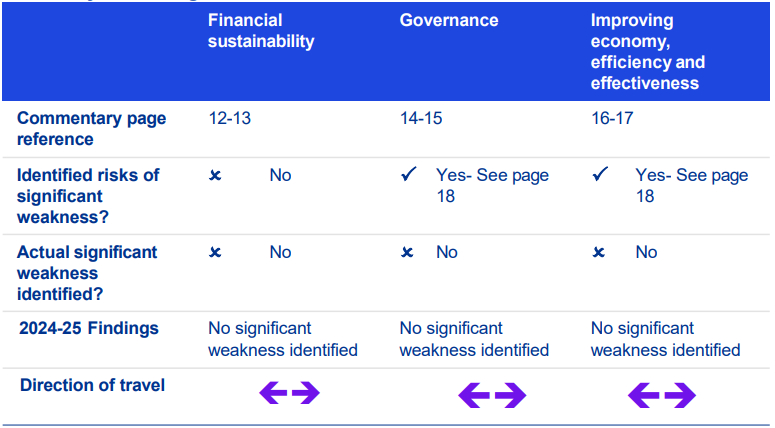 Financial sustainability | Governance | Improving economy, efficiency and effectiveness
Commentary page reference | 12-13 | 14-15 | 16-17
Identified risks of significant weakness? | × No | ✓ Yes- See page 18 | ✓ Yes- See page 18
Actual significant weakness identified? | × No | × No | × No
2024-25 Findings | No significant weakness identified | No significant weakness identified | No significant weakness identified
Direction of travel | ←→ | ←→ | ←→